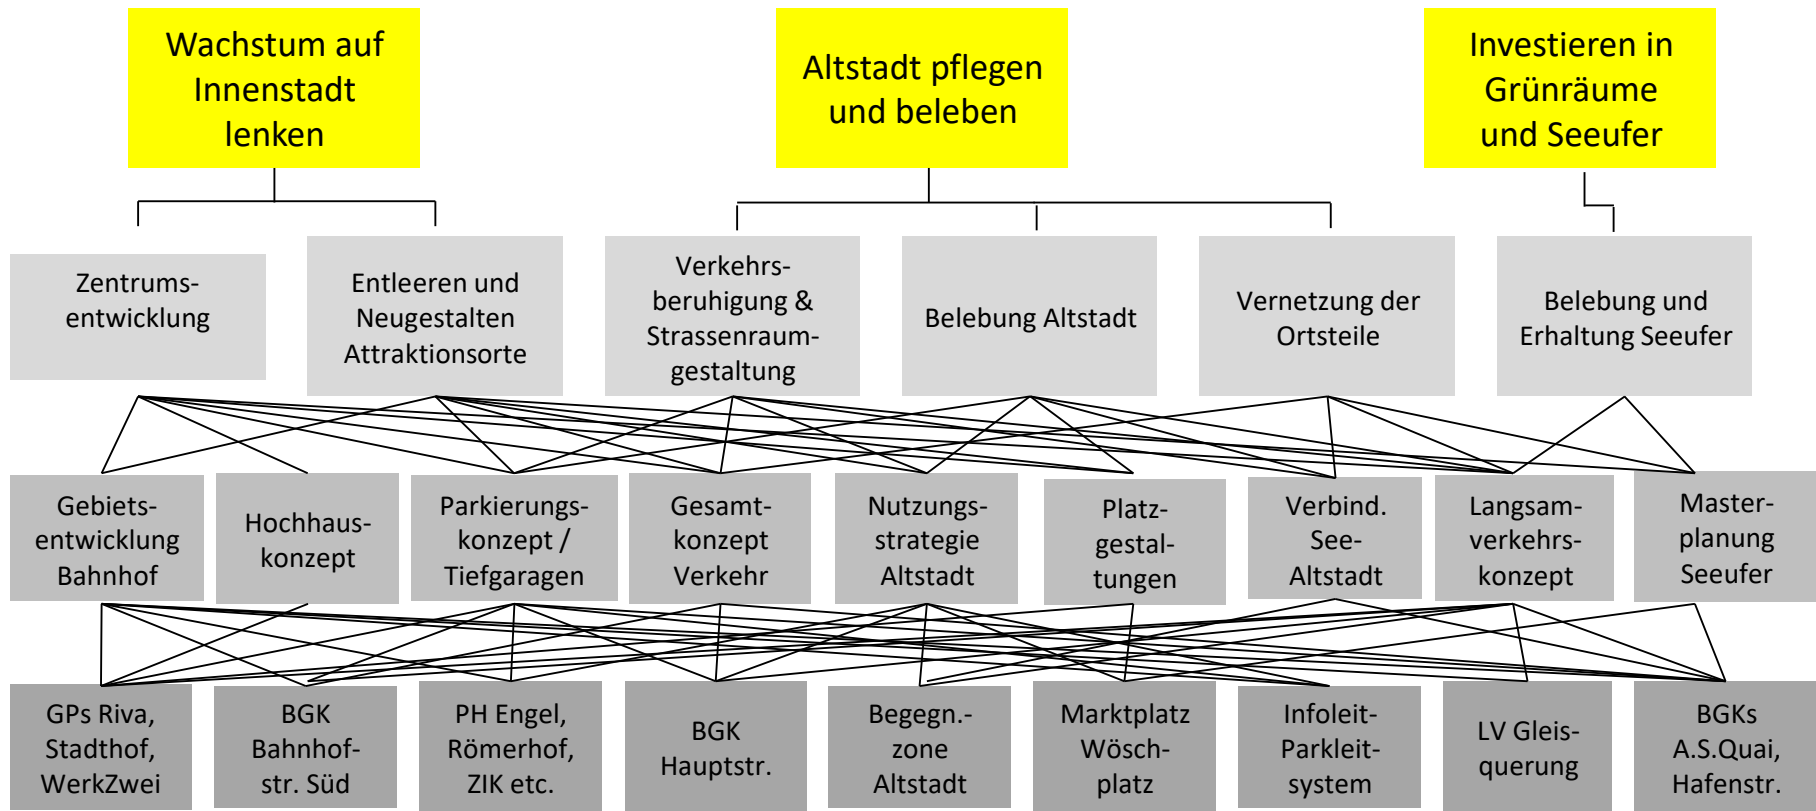 Wachstum auf
Innenstadt
lenken
Altstadt pflegen
und beleben
Investieren in
Grünräume
und Seeufer
Zentrums-
entwicklung
Entleeren und
Neugestalten
Attraktionsorte
Verkehrs-
beruhigung &
Strassenraum-
gestaltung
Belebung Altstadt
Vernetzung der
Ortsteile
Belebung und
Erhaltung Seeufer
Gebiets-
entwicklung
Bahnhof
Hochhaus-
konzept
Parkierungs-
konzept /
Tiefgaragen
Gesamt-
konzept
Verkehr
Nutzungs-
strategie
Altstadt
Platz-
gestal-
tungen
Verbind.
See-
Altstadt
Langsam-
verkehrs-
konzept
Master-
planung
Seeufer
GPs Riva,
Stadthof,
WerkZwei
BGK
Bahnhof-
str. Süd
PH Engel,
Römerhof,
ZIK etc.
BGK
Hauptstr.
Begegn.-
zone
Altstadt
Marktplatz
Wösch-
platz
Infoleit-
Parkleit-
system
LV Gleis-
querung
BGKs
A.S.Quai,
Hafenstr.